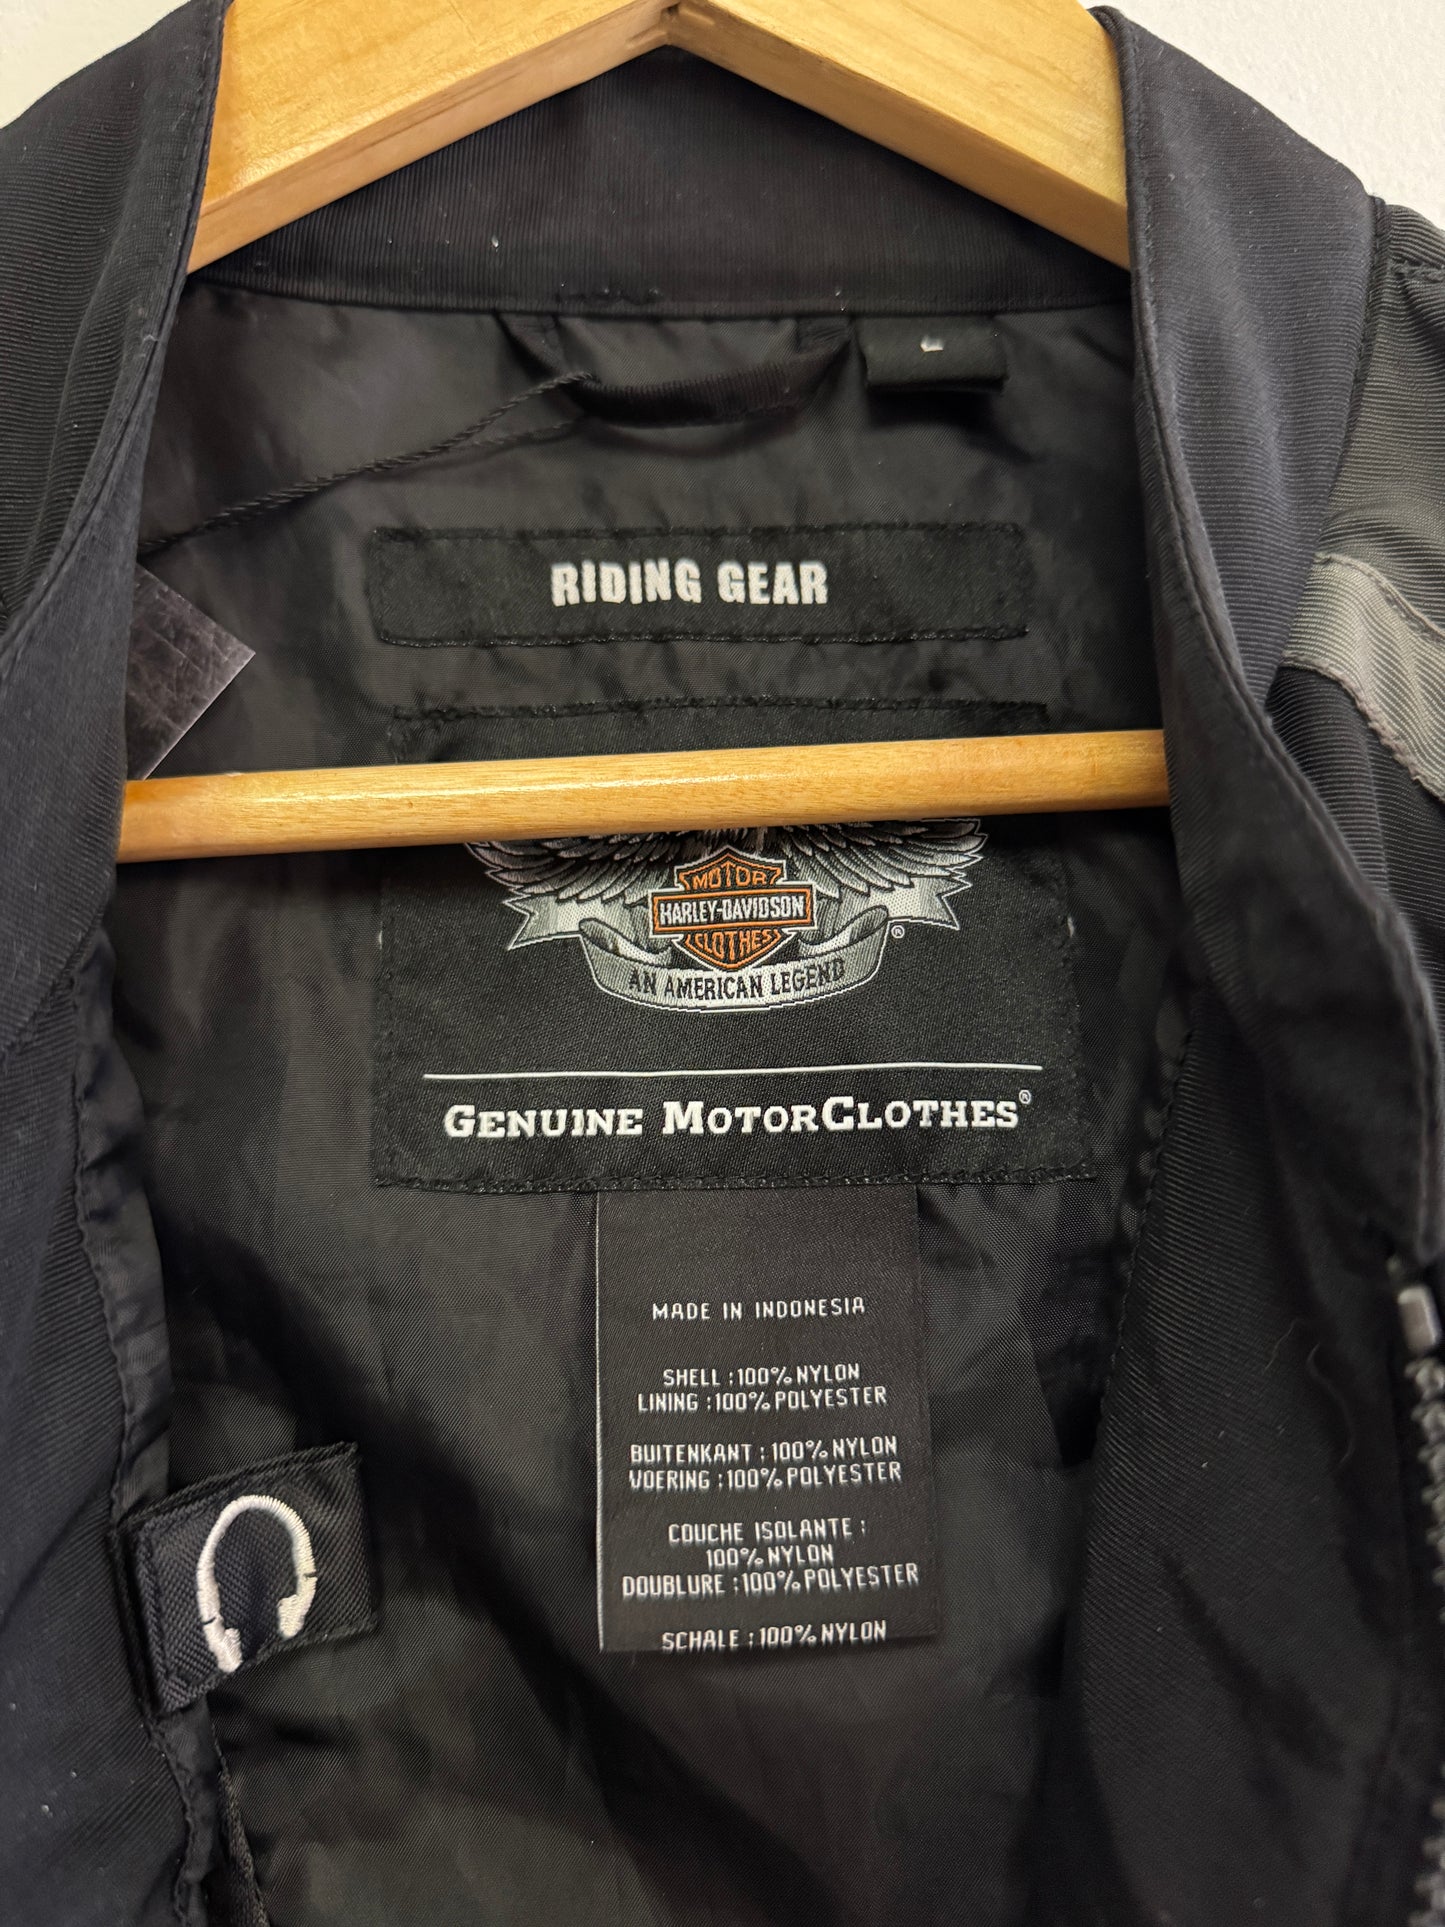 L
RIDING GEAR
MOTOR
HARLEY-DAVIDSON
CLOTHES
®
AN AMERICAN LEGEND
GENUINE MOTORCLOTHES®
MADE IN INDONESIA
SHELL :100% NYLON
LINING :100% POLYESTER
BUITENKANT : 100% NYLON
VOERING :100% POLYESTER
COUCHE ISOLANTE :
100% NYLON
DOUBLURE :100% POLYESTER
SCHALE :100% NYLON